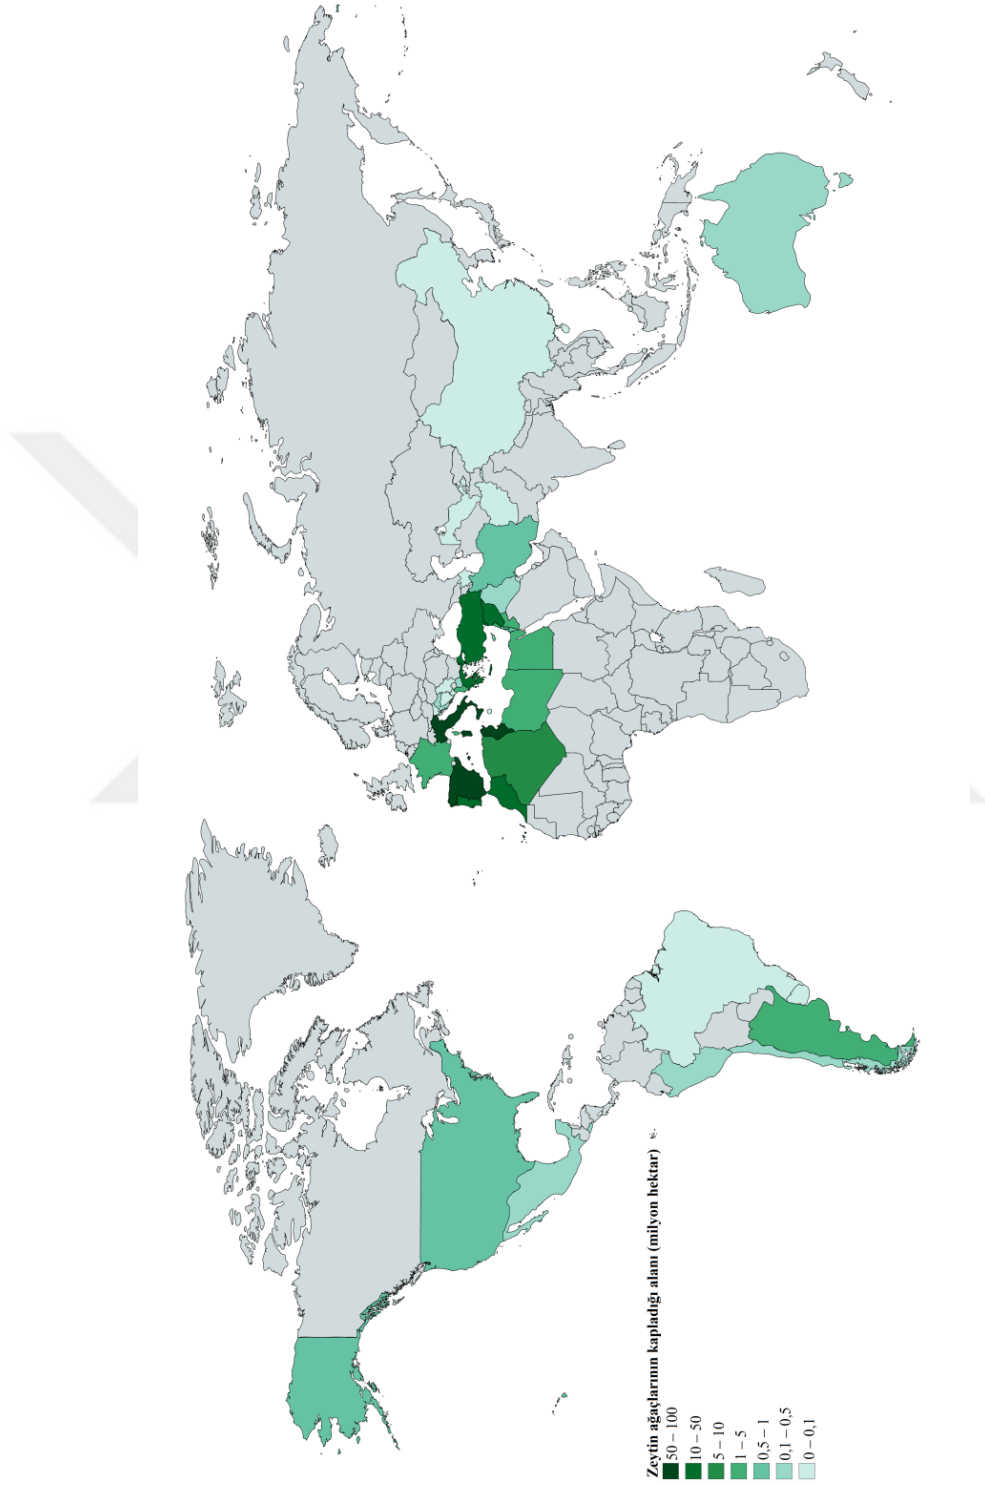 Zeytin ağaçlarının kapladığı alanı (milyon hektar)
50 – 100
10 – 50
5 – 10
1 – 5
0,5 – 1
0,1 – 0,5
0 – 0,1